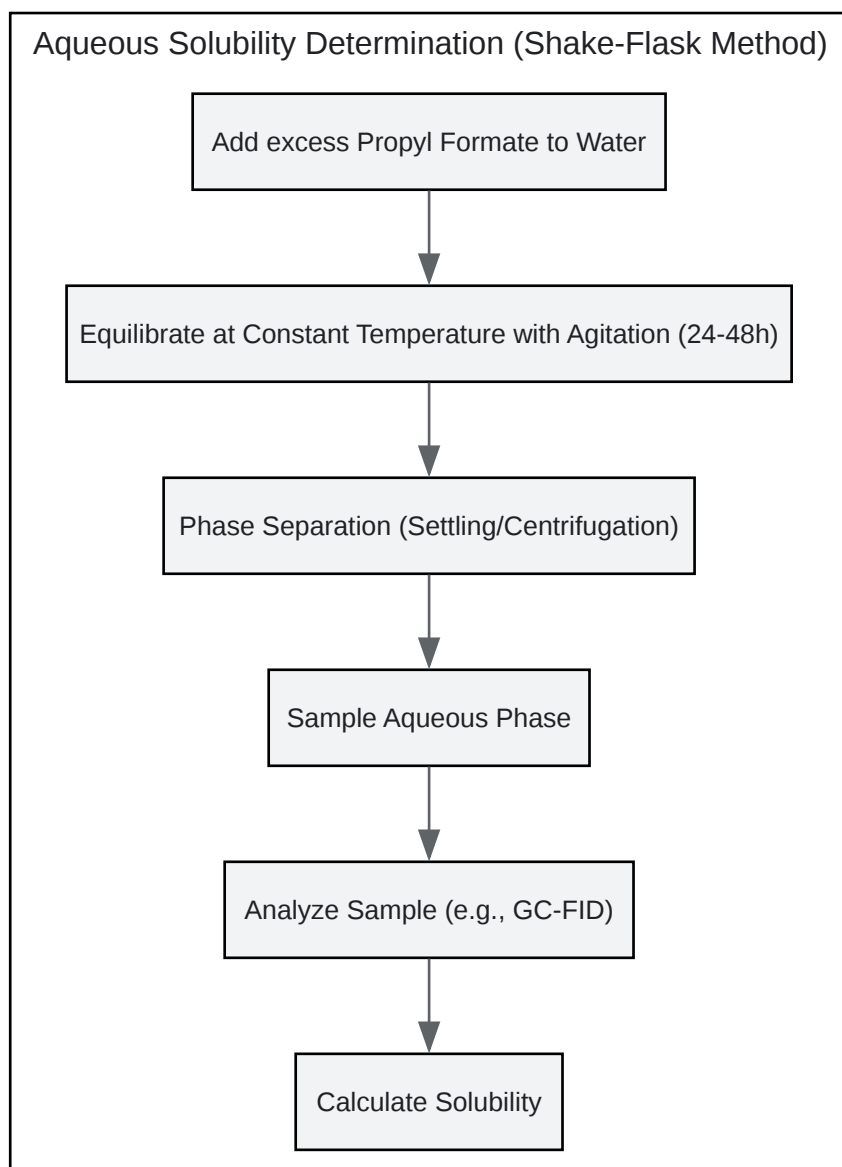 Aqueous Solubility Determination (Shake-Flask Method)
Add excess Propyl Formate to Water
Equilibrate at Constant Temperature with Agitation (24-48h)
Phase Separation (Settling/Centrifugation)
Sample Aqueous Phase
Analyze Sample (e.g., GC-FID)
Calculate Solubility